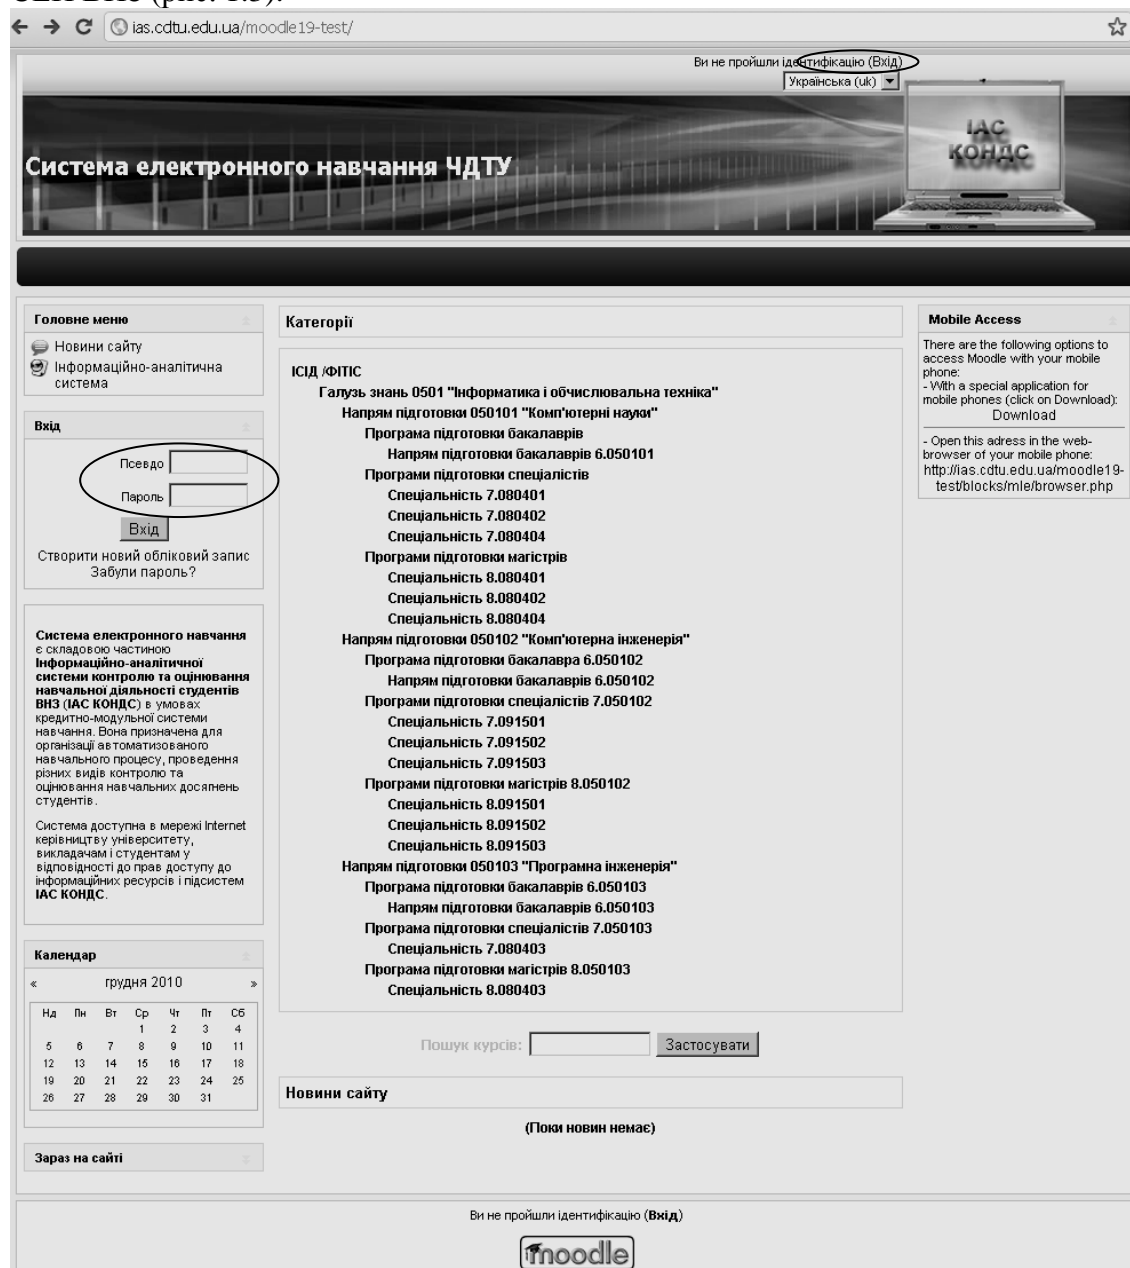 (рис. 1.3).
ias.cdtu.edu.ua/moodle19-test/
Ви не пройшли ідентифікацію (Вхід)
Українська (uk)
ІАС
КОНДС
Система електронного навчання ЧДТУ
Головне меню
Новини сайту
Інформаційно-аналітична
система
Вхід
Псевдо
Пароль
Вхід
Створити новий обліковий запис
Забули пароль?
Система електронного навчання
є складовою частиною
Інформаційно-аналітичної
системи контролю та оцінювання
навчальної діяльності студентів
ВНЗ (ІАС КОНДС) в умовах
кредитно-модульної системи
навчання. Вона призначена для
організації автоматизованого
навчального процесу, проведення
різних видів контролю та
оцінювання навчальних досягнень
студентів.
Система доступна в мережі Internet
керівництву університету,
викладачам і студентам у
відповідності до прав доступу до
інформаційних ресурсів і підсистем
ІАС КОНДС.
Календар
« грудня 2010 »
Нд Пн Вт Ср Чт Пт Сб
1 2 3 4
5 6 7 8 9 10 11
12 13 14 15 16 17 18
19 20 21 22 23 24 25
26 27 28 29 30 31
Зараз на сайті
Категорії
ІСІД /ФІТІС
Галузь знань 0501 "Інформатика і обчислювальна техніка"
Напрям підготовки 050101 "Комп'ютерні науки"
Програма підготовки бакалаврів
Напрям підготовки бакалаврів 6.050101
Програми підготовки спеціалістів
Спеціальність 7.080401
Спеціальність 7.080402
Спеціальність 7.080404
Програми підготовки магістрів
Спеціальність 8.080401
Спеціальність 8.080402
Спеціальність 8.080404
Напрям підготовки 050102 "Комп'ютерна інженерія"
Програма підготовки бакалавра 6.050102
Напрям підготовки бакалаврів 6.050102
Програми підготовки спеціалістів 7.050102
Спеціальність 7.091501
Спеціальність 7.091502
Спеціальність 7.091503
Програми підготовки магістрів 8.050102
Спеціальність 8.091501
Спеціальність 8.091502
Спеціальність 8.091503
Напрям підготовки 050103 "Програмна інженерія"
Програма підготовки бакалаврів 6.050103
Напрям підготовки бакалаврів 6.050103
Програма підготовки спеціалістів 7.050103
Спеціальність 7.080403
Програма підготовки магістрів 8.050103
Спеціальність 8.080403
Пошук курсів:
Застосувати
Новини сайту
(Поки новин немає)
Mobile Access
There are the following options to
access Moodle with your mobile
phone:
- With a special application for
mobile phones (click on Download):
Download
- Open this adress in the web-
browser of your mobile phone:
http://ias.cdtu.edu.ua/moodle19-
test/blocks/mle/browser.php
Ви не пройшли ідентифікацію (Вхід)
moodle